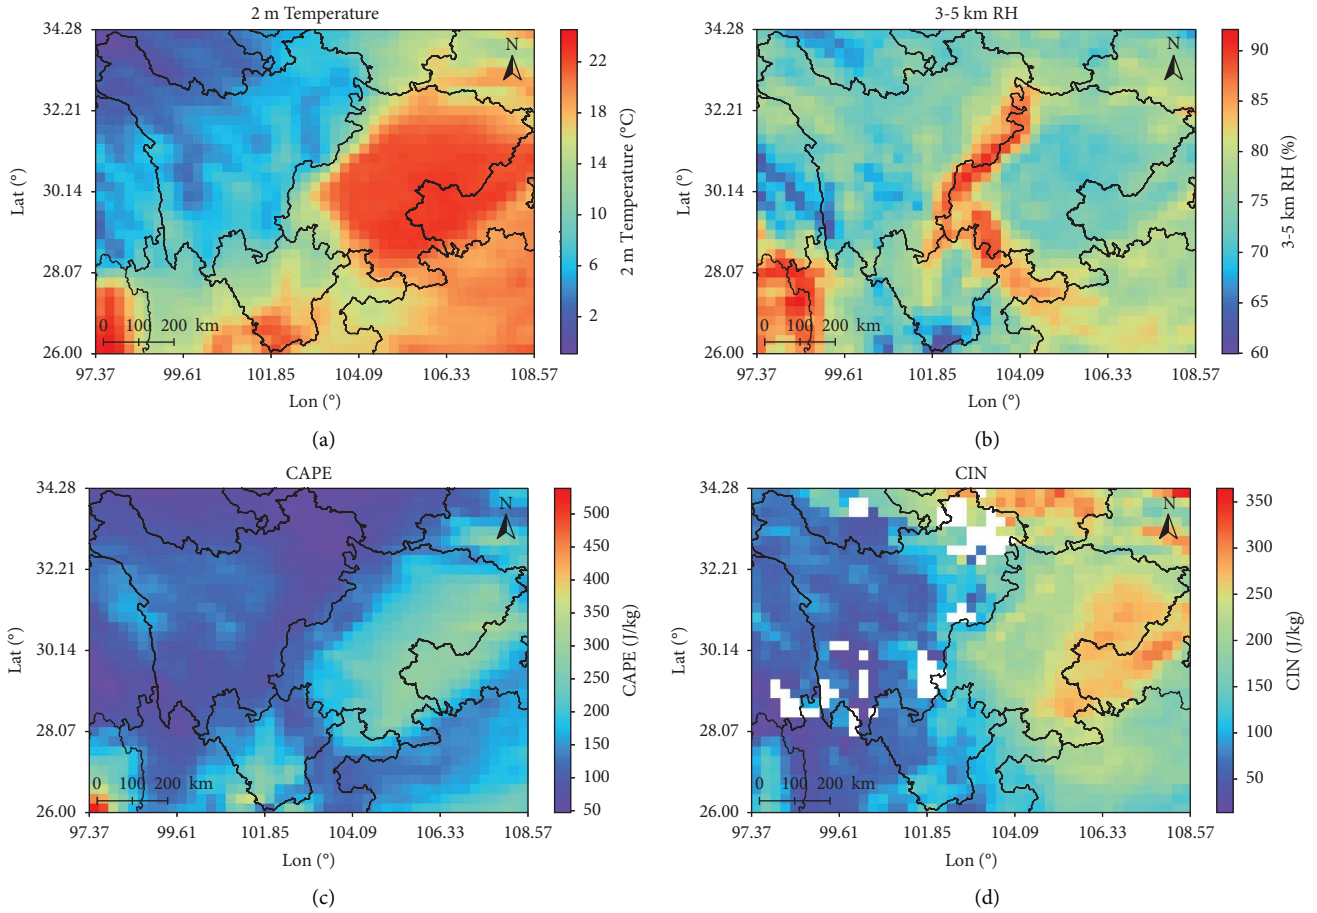 2 m Temperature
34.28
32.21
30.14
28.07
26.00
Lat (°)
N
0 100 200 km
97.37 99.61 101.85 104.09 106.33 108.57
Lon (°)
22
18
14
10
6
2
2 m Temperature (°C)
(a)
3-5 km RH
34.28
32.21
30.14
28.07
26.00
Lat (°)
N
0 100 200 km
97.37 99.61 101.85 104.09 106.33 108.57
Lon (°)
90
85
80
75
70
65
60
3-5 km RH (%)
(b)
CAPE
34.28
32.21
30.14
28.07
26.00
Lat (°)
N
0 100 200 km
97.37 99.61 101.85 104.09 106.33 108.57
Lon (°)
500
450
400
350
300
250
200
150
100
50
CAPE (J/kg)
(c)
CIN
34.28
32.21
30.14
28.07
26.00
Lat (°)
N
0 100 200 km
97.37 99.61 101.85 104.09 106.33 108.57
Lon (°)
350
300
250
200
150
100
50
CIN (J/kg)
(d)